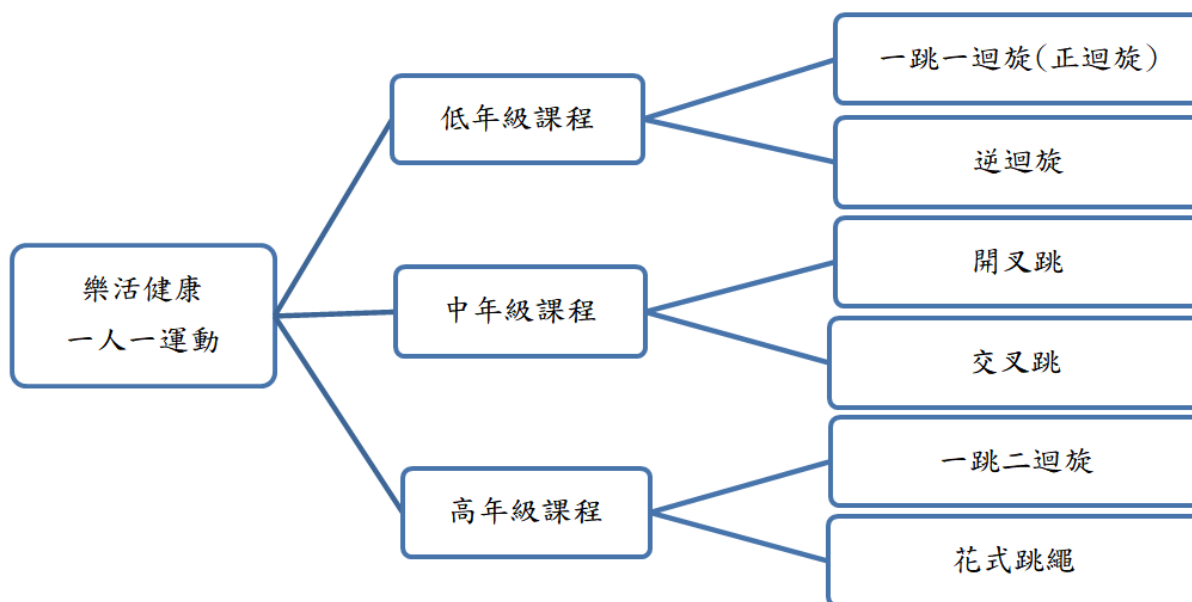 樂活健康
一人一運動
低年級課程
一跳一迴旋(正迴旋)
逆迴旋
中年級課程
開叉跳
交叉跳
高年級課程
一跳二迴旋
花式跳繩